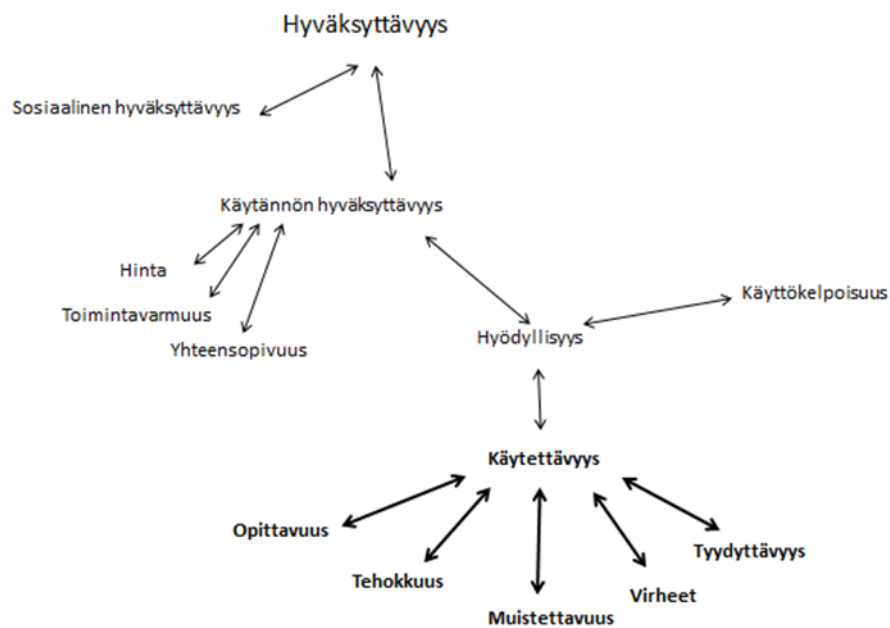 Hyväksyttävyys
Sosiaalinen hyväksyttävyys
Käytännön hyväksyttävyys
Hinta
Toimintavarmuus
Yhteensopivuus
Hyödyllisyys
Käyttökelpoisuus
Käytettävyys
Opittavuus
Tehokkuus
Muistettavuus
Virheet
Tyydyttävyys